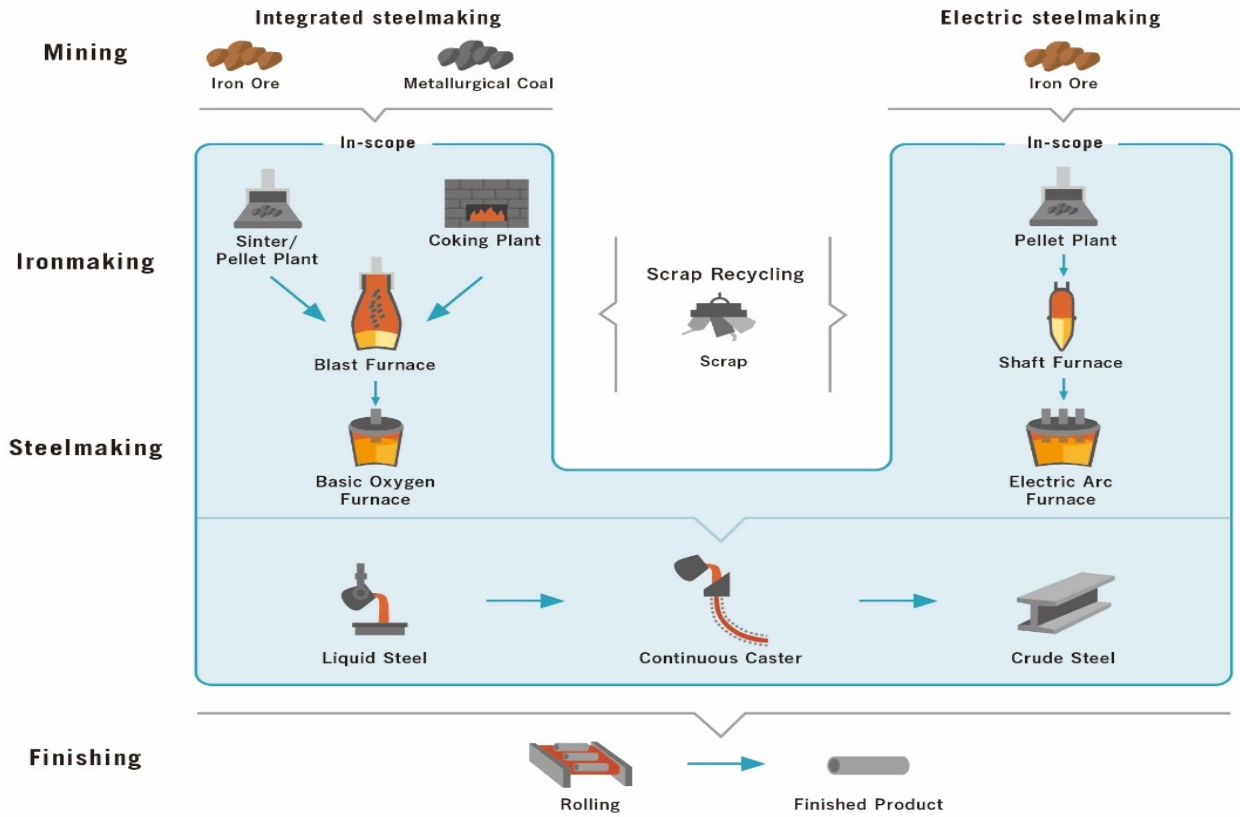 Integrated steelmaking
Electric steelmaking
Mining
Iron Ore
Metallurgical Coal
Iron Ore
In-scope
In-scope
Ironmaking
Sinter/
Pellet Plant
Coking Plant
Pellet Plant
Scrap Recycling
Scrap
Blast Furnace
Shaft Furnace
Steelmaking
Basic Oxygen
Furnace
Electric Arc
Furnace
Liquid Steel
Continuous Caster
Crude Steel
Finishing
Rolling
Finished Product